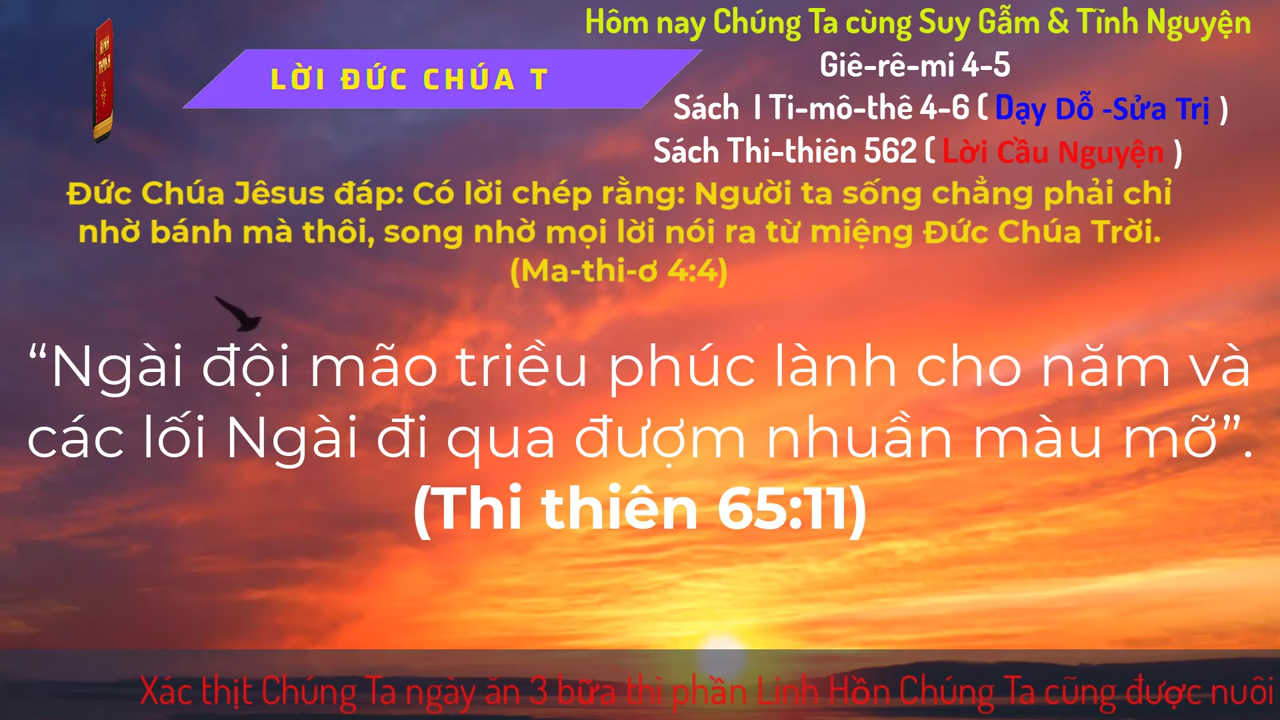 Hôm nay Chúng Ta cùng Suy Gẫm & Tĩnh Nguyện
Giê-rê-mi 4-5
Sách I Ti-mô-thê 4-6 ( Dạy Dỗ -Sửa Trị )
Sách Thi-thiên 562 ( Lời Cầu Nguyện )
LỜI ĐỨC CHÚA T
Đức Chúa Jêsus đáp: Có lời chép rằng: Người ta sống chẳng phải chỉ
nhờ bánh mà thôi, song nhờ mọi lời nói ra từ miệng Đức Chúa Trời.
(Ma-thi-ơ 4:4)
“Ngài đội mão triều phúc lành cho năm và
các lối Ngài đi qua đượm nhuần màu mỡ”.
(Thi thiên 65:11)
Xác thịt Chúng Ta ngày ăn 3 bữa thì phần Linh Hồn Chúng Ta cũng được nuôi